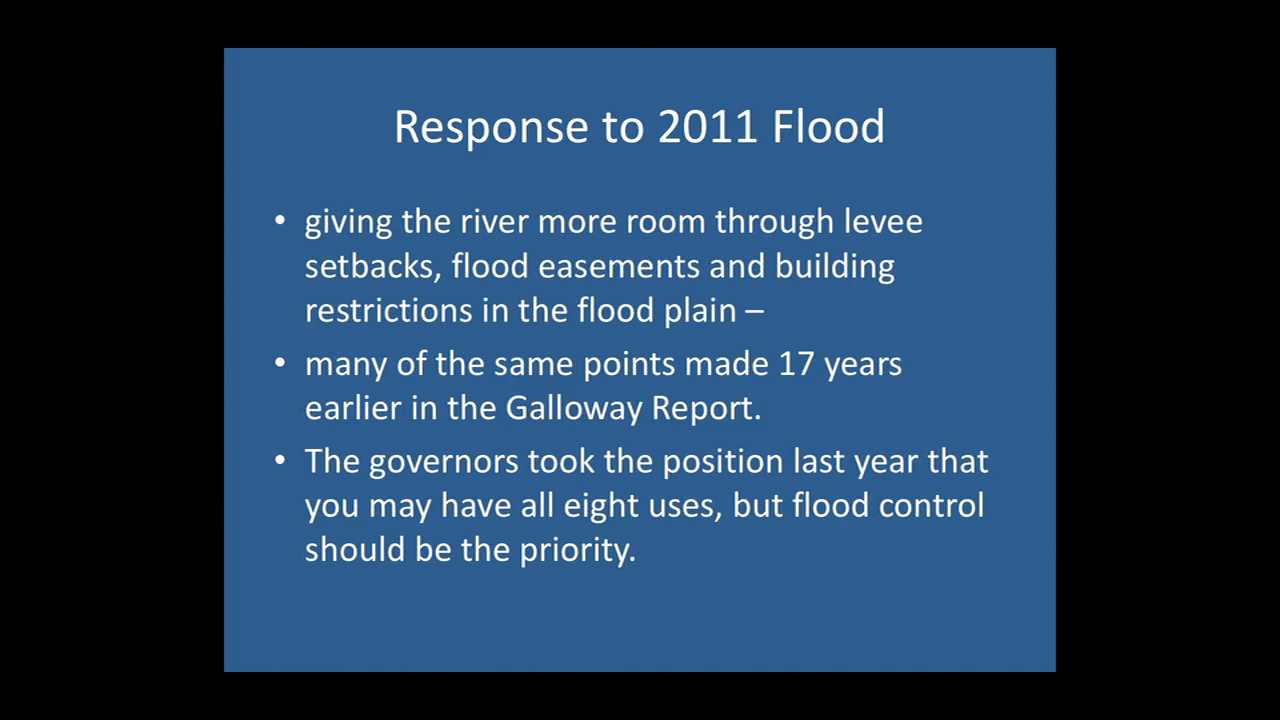 Response to 2011 Flood
• giving the river more room through levee
setbacks, flood easements and building
restrictions in the flood plain –
• many of the same points made 17 years
earlier in the Galloway Report.
• The governors took the position last year that
you may have all eight uses, but flood control
should be the priority.